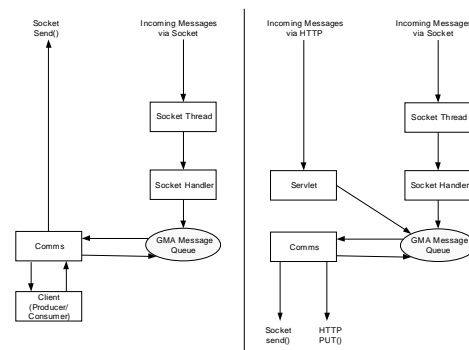 Socket
Send()
Incoming Messages
via Socket
Socket Thread
Socket Handler
GMA Message
Queue
Comms
Client
(Producer/
Consumer)
Incoming Messages
via HTTP
Incoming Messages
via Socket
Socket Thread
Servlet
Socket Handler
Comms
GMA Message
Queue
Socket
send()
HTTP
PUT()